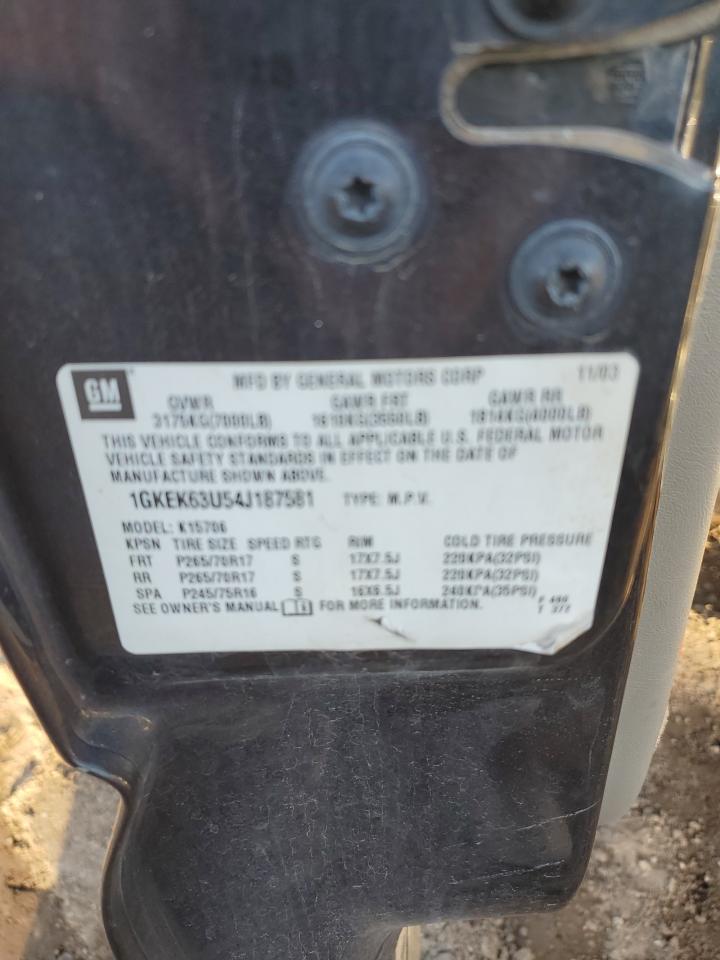 GM
MFD BY GENERAL MOTORS CORP 11/03
GVWR GAWR FRT GAWR RR
3175KG(7000LB) 1610KG(3550LB) 1814KG(4000LB)
THIS VEHICLE CONFORMS TO ALL APPLICABLE U.S. FEDERAL MOTOR
VEHICLE SAFETY STANDARDS IN EFFECT ON THE DATE OF
MANUFACTURE SHOWN ABOVE.
1GKEK63U54J187581 TYPE: M.P.V.
MODEL: K15706
KPSN TIRE SIZE SPEED RTG RIM COLD TIRE PRESSURE
FRT P265/70R17 S 17X7.5J 220KPA(32PSI)
RR P265/70R17 S 17X7.5J 220KPA(32PSI)
SPA P245/75R16 S 16X6.5J 240KPA(35PSI)
SEE OWNER'S MANUAL FOR MORE INFORMATION.